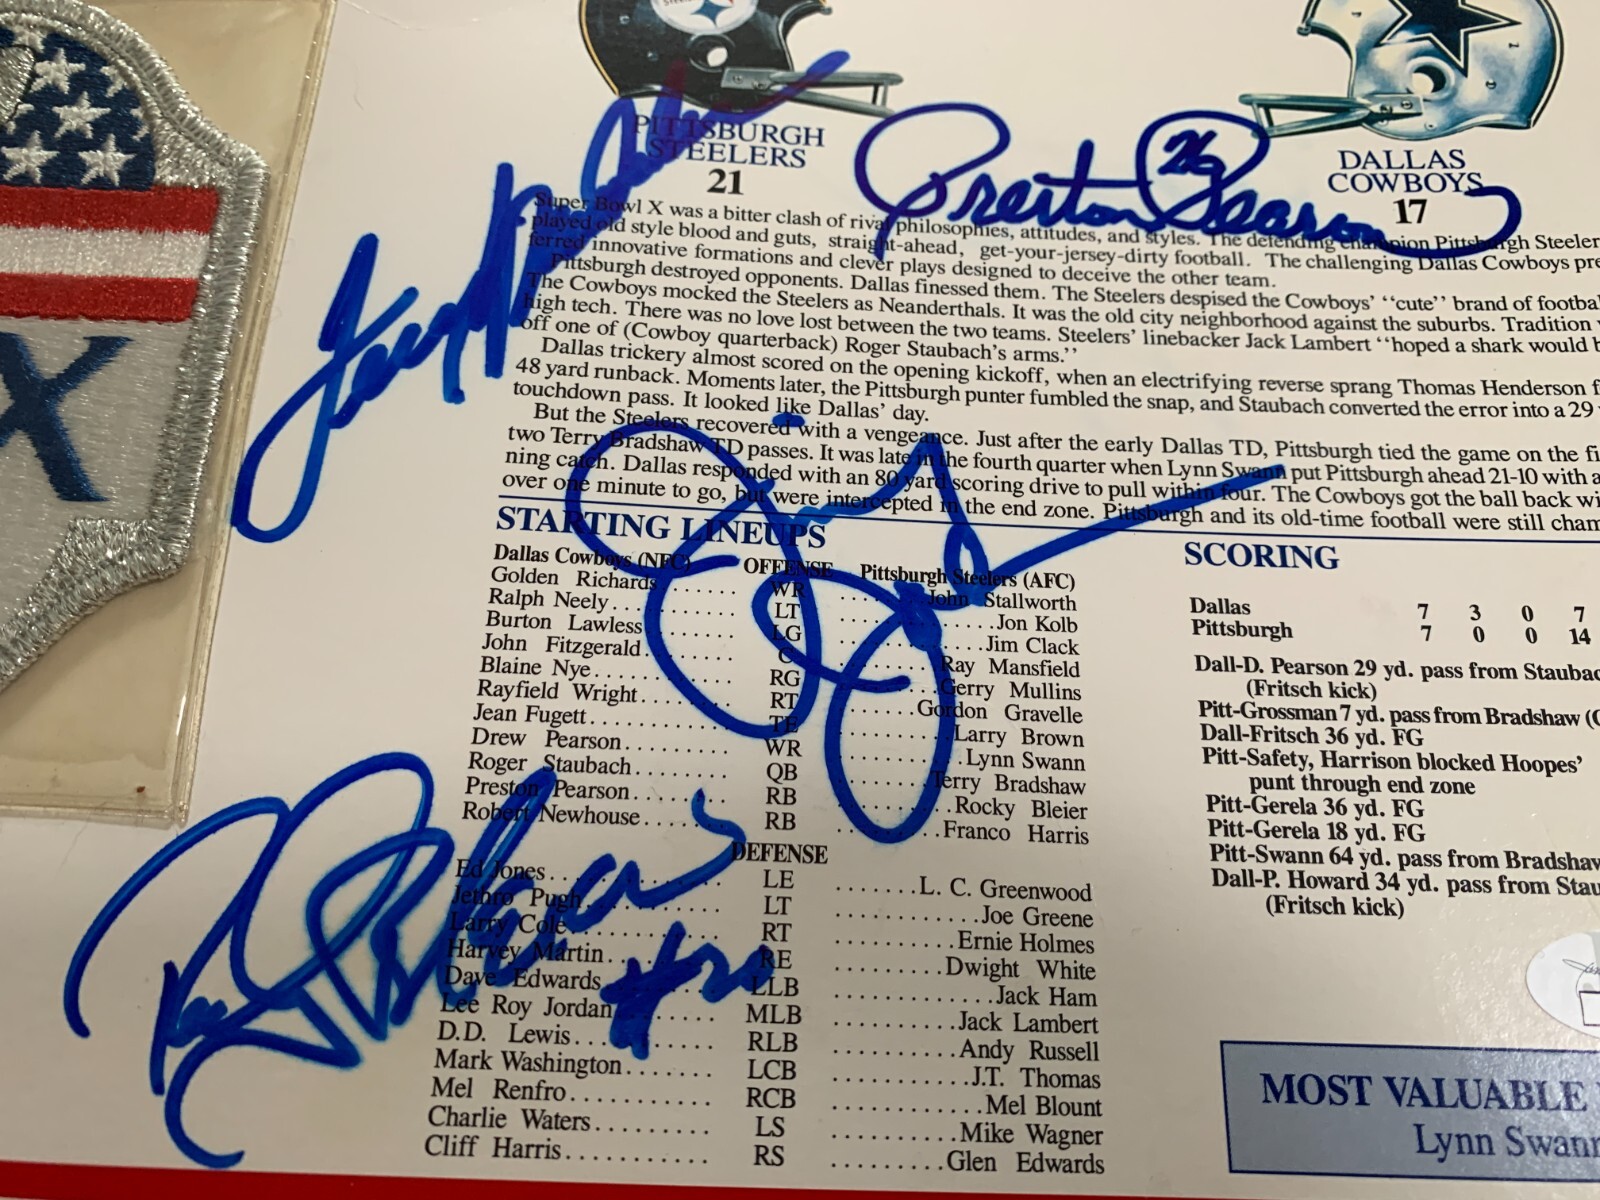 X
PITTSBURGH
STEELERS
21
DALLAS
COWBOYS
17
Preston Pearson 26
Super Bowl X was a bitter clash of rival philosophies, attitudes, and styles. The defending champion Pittsburgh Steeler
played old style blood and guts, straight-ahead, get-your-jersey-dirty football. The challenging Dallas Cowboys pre
ferred innovative formations and clever plays designed to deceive the other team.
Pittsburgh destroyed opponents. Dallas finessed them. The Steelers despised the Cowboys' "cute" brand of footba
The Cowboys mocked the Steelers as Neanderthals. It was the old city neighborhood against the suburbs. Tradition
high tech. There was no love lost between the two teams. Steelers' linebacker Jack Lambert "hoped a shark would b
off one of (Cowboy quarterback) Roger Staubach's arms."
Dallas trickery almost scored on the opening kickoff, when an electrifying reverse sprang Thomas Henderson f
48 yard runback. Moments later, the Pittsburgh punter fumbled the snap, and Staubach converted the error into a 29
touchdown pass. It looked like Dallas' day.
But the Steelers recovered with a vengeance. Just after the early Dallas TD, Pittsburgh tied the game on the fi
two Terry Bradshaw TD passes. It was late in the fourth quarter when Lynn Swann put Pittsburgh ahead 21-10 with a
ning catch. Dallas responded with an 80 yard scoring drive to pull within four. The Cowboys got the ball back wi
over one minute to go, but were intercepted in the end zone. Pittsburgh and its old-time football were still cham
STARTING LINEUPS
Dallas Cowboys (NFC) OFFENSE Pittsburgh Steelers (AFC)
Golden Richards ...... WR ........ John Stallworth
Ralph Neely ......... LT ......... Jon Kolb
Burton Lawless ....... LG ........ Jim Clack
John Fitzgerald ....... C ........ Ray Mansfield
Blaine Nye .......... RG ........ Gerry Mullins
Rayfield Wright ....... RT ...... Gordon Gravelle
Jean Fugett .......... TE ......... Larry Brown
Drew Pearson ........ WR ......... Lynn Swann
Roger Staubach ....... QB ........ Terry Bradshaw
Preston Pearson ....... RB ......... Rocky Bleier
Robert Newhouse ...... RB ......... Franco Harris
DEFENSE
Ed Jones ............ LE ....... L. C. Greenwood
Jethro Pugh .......... LT ............ Joe Greene
Larry Cole ........... RT .......... Ernie Holmes
Harvey Martin ........ RE ......... Dwight White
Dave Edwards ........ LLB ............. Jack Ham
Lee Roy Jordan ....... MLB .......... Jack Lambert
D.D. Lewis .......... RLB .......... Andy Russell
Mark Washington ....... LCB ........... J.T. Thomas
Mel Renfro ........... RCB ............ Mel Blount
Charlie Waters ......... LS .......... Mike Wagner
Cliff Harris ........... RS ......... Glen Edwards
#20
SCORING
Dallas 7 3 0 7
Pittsburgh 7 0 0 14
Dall-D. Pearson 29 yd. pass from Staubac
(Fritsch kick)
Pitt-Grossman 7 yd. pass from Bradshaw (
Dall-Fritsch 36 yd. FG
Pitt-Safety, Harrison blocked Hoopes'
punt through end zone
Pitt-Gerela 36 yd. FG
Pitt-Gerela 18 yd. FG
Pitt-Swann 64 yd. pass from Bradshaw
Dall-P. Howard 34 yd. pass from Stau
(Fritsch kick)
MOST VALUABLE
Lynn Swann